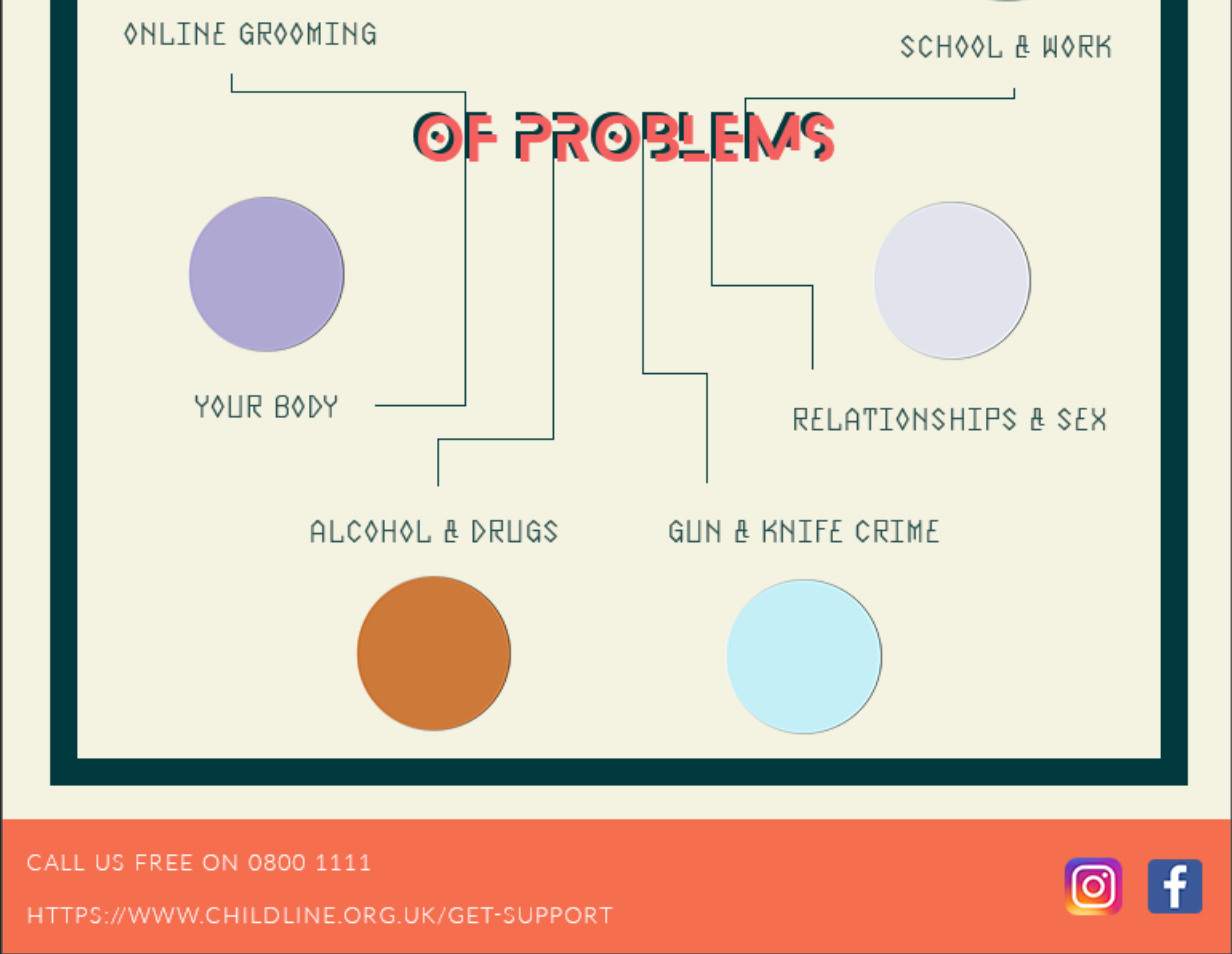 ONLINE GROOMING
SCHOOL & WORK
OF PROBLEMS
YOUR BODY
RELATIONSHIPS & SEX
ALCOHOL & DRUGS
GUN & KNIFE CRIME
CALL US FREE ON 0800 1111
HTTPS://WWW.CHILDLINE.ORG.UK/GET-SUPPORT